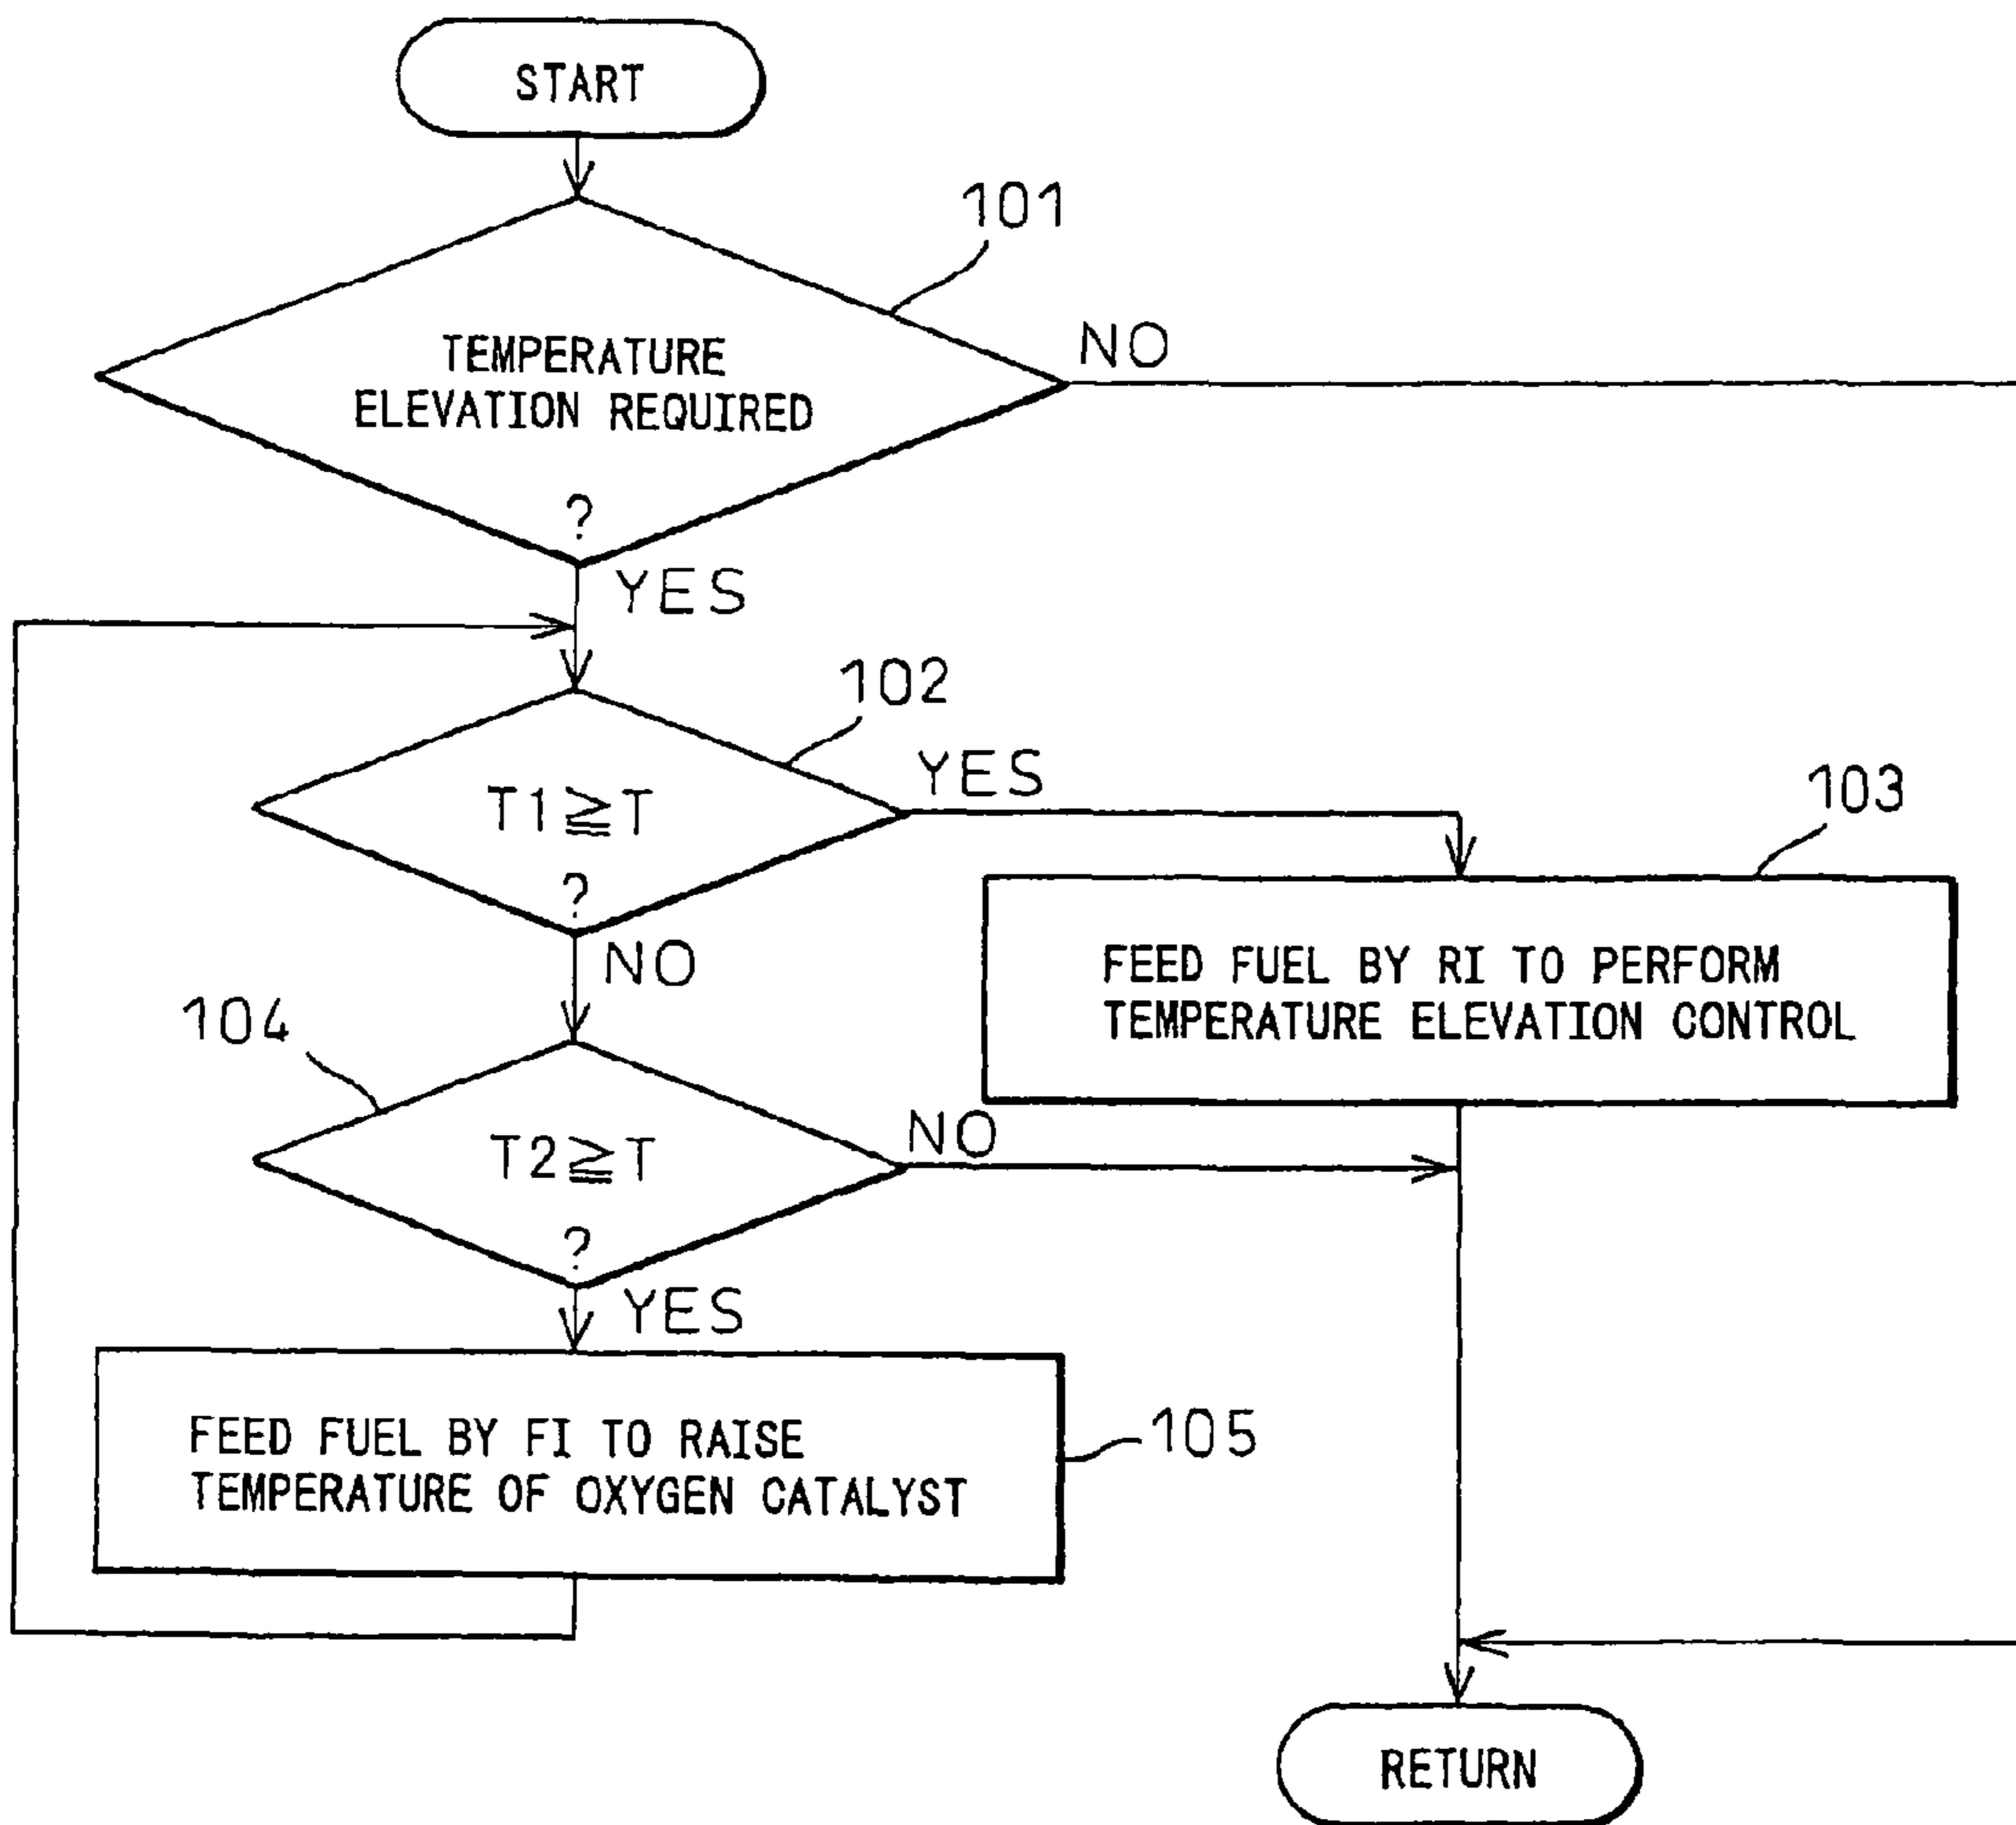 START
101
TEMPERATURE
ELEVATION REQUIRED
?
NO
YES
102
T1≧T
?
YES
103
FEED FUEL BY RI TO PERFORM
TEMPERATURE ELEVATION CONTROL
NO
104
T2≧T
?
NO
YES
FEED FUEL BY FI TO RAISE
TEMPERATURE OF OXYGEN CATALYST
105
RETURN